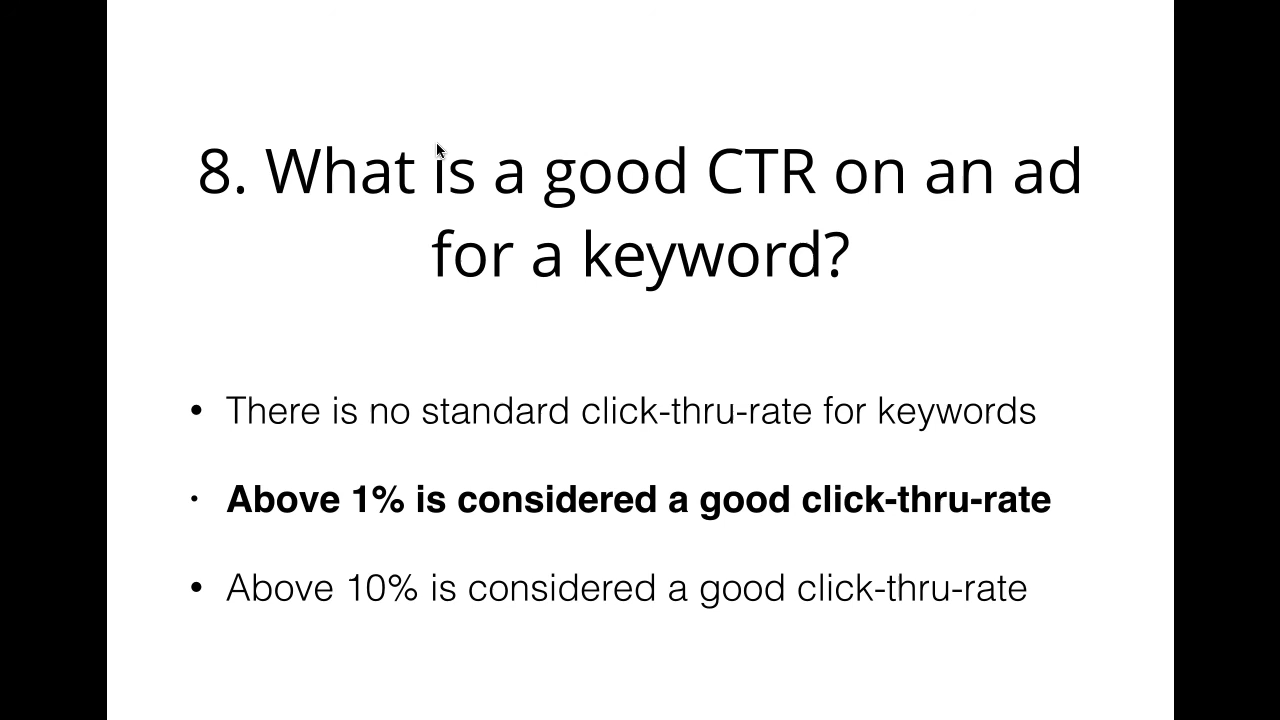 8. What is a good CTR on an ad
for a keyword?
• There is no standard click-thru-rate for keywords
• Above 1% is considered a good click-thru-rate
• Above 10% is considered a good click-thru-rate